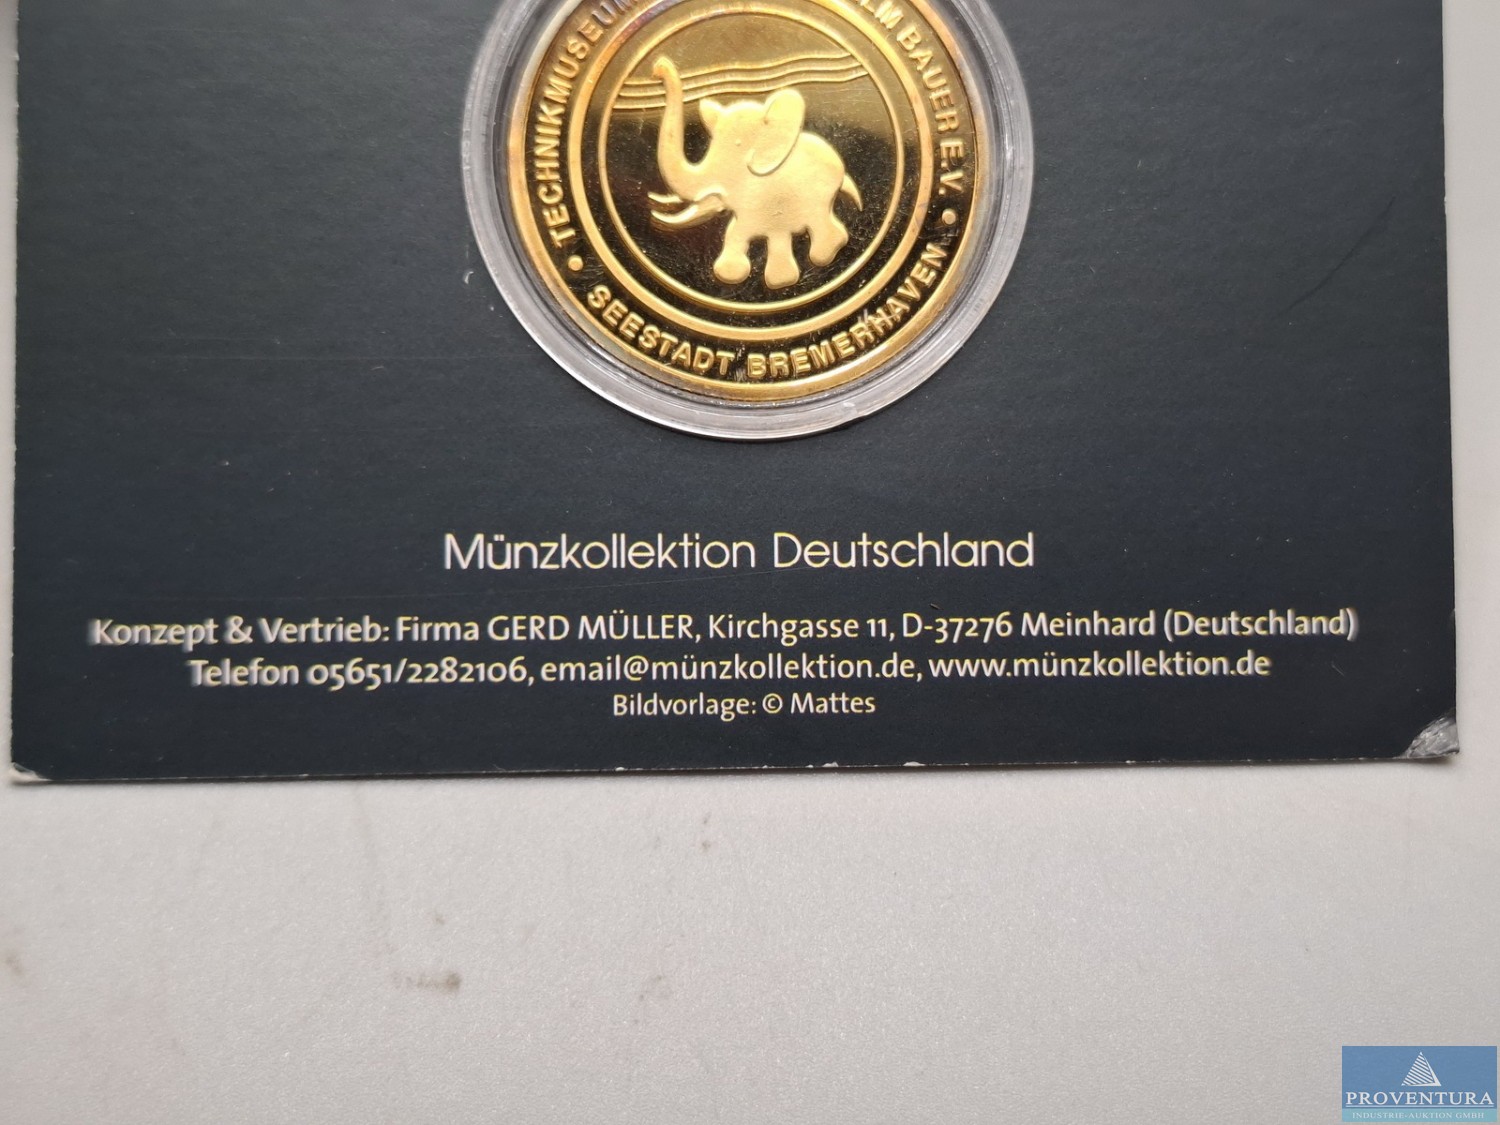 TECHNIKMUSEUM
BAUER E.V.
SEESTADT BREMERHAVEN
Münzkollektion Deutschland
Konzept & Vertrieb: Firma GERD MÜLLER, Kirchgasse 11, D-37276 Meinhard (Deutschland)
Telefon 05651/2282106, email@münzkollektion.de, www.münzkollektion.de
Bildvorlage: © Mattes
PROVENTURA
INDUSTRIE-AUKTION GMBH